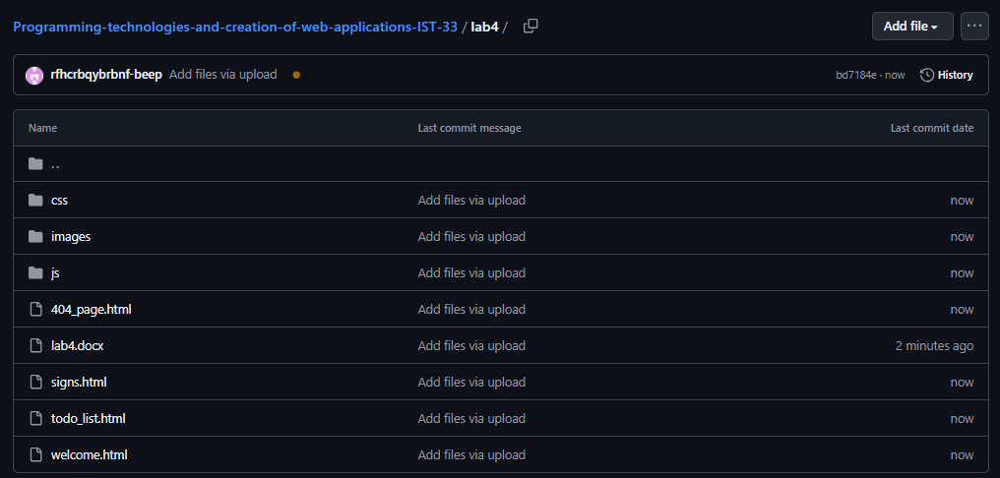 Programming-technologies-and-creation-of-web-applications-IST-33 / lab4 / Add file ...
rfhcrbqybrbnf-beep Add files via upload bd7184e · now History
Name Last commit message Last commit date
..
css Add files via upload now
images Add files via upload now
js Add files via upload now
404_page.html Add files via upload now
lab4.docx Add files via upload 2 minutes ago
signs.html Add files via upload now
todo_list.html Add files via upload now
welcome.html Add files via upload now